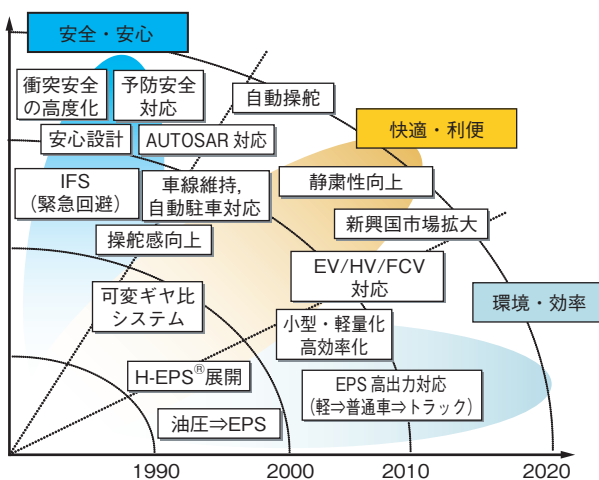 安全・安心
衝突安全
の高度化
予防安全
対応
自動操舵
快適・利便
安心設計
AUTOSAR 対応
IFS
(緊急回避)
車線維持,
自動駐車対応
静粛性向上
新興国市場拡大
操舵感向上
EV/HV/FCV
対応
環境・効率
可変ギヤ比
システム
小型・軽量化
高効率化
H-EPS®展開
EPS 高出力対応
(軽⇒普通車⇒トラック)
油圧⇒EPS
1990
2000
2010
2020